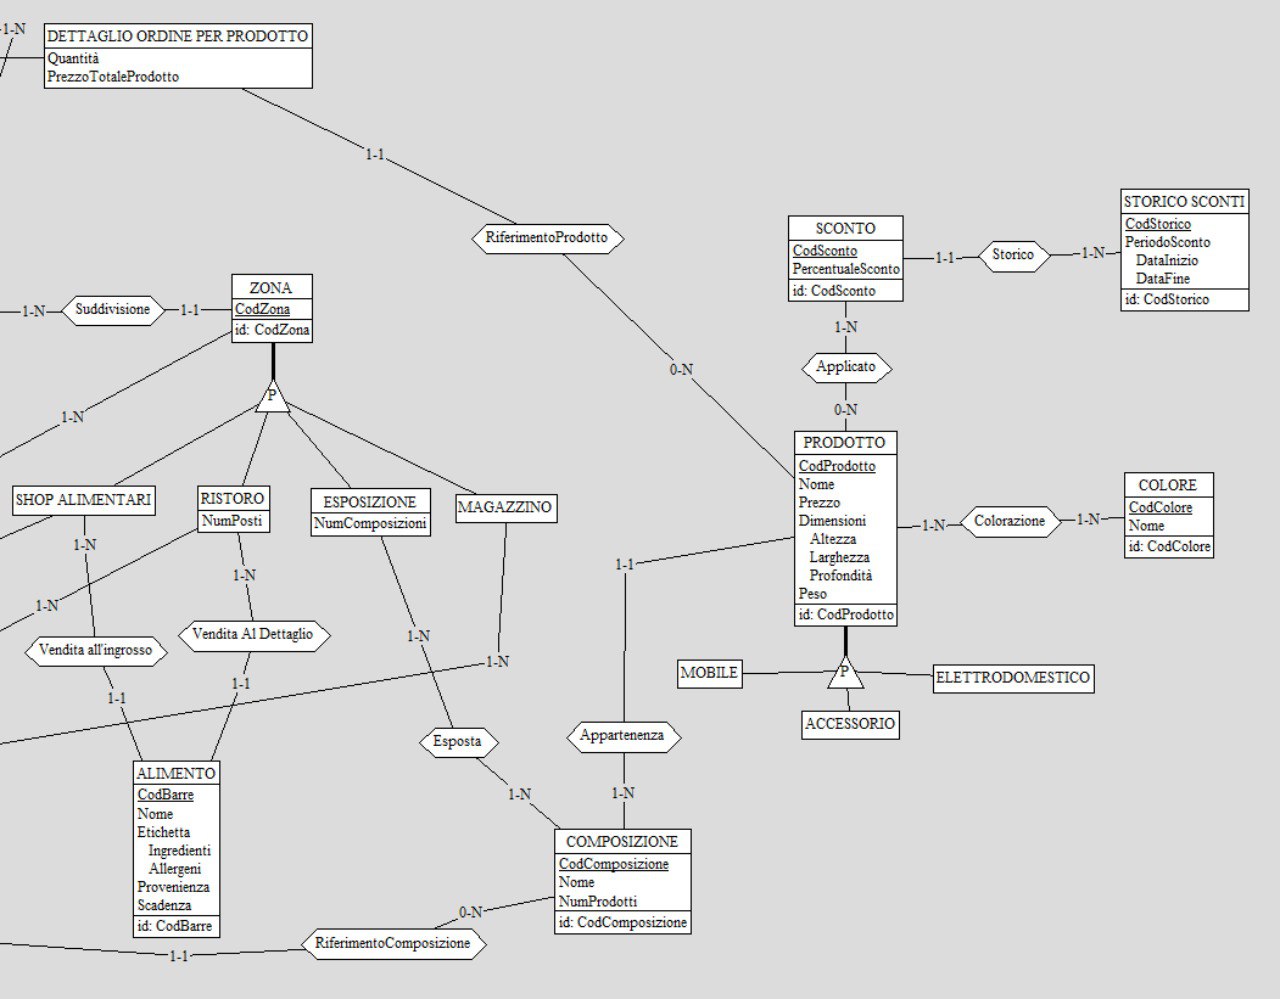 1-N
DETTAGLIO ORDINE PER PRODOTTO
Quantità
PrezzoTotaleProdotto
1-1
RiferimentoProdotto
0-N
1-N
Suddivisione
1-1
ZONA
CodZona
id: CodZona
P
SCONTO
CodSconto
PercentualeSconto
id: CodSconto
1-1
Storico
1-N
STORICO SCONTI
CodStorico
PeriodoSconto
DataInizio
DataFine
id: CodStorico
1-N
Applicato
0-N
1-N
SHOP ALIMENTARI
1-N
RISTORO
NumPosti
ESPOSIZIONE
NumComposizioni
MAGAZZINO
PRODOTTO
CodProdotto
Nome
Prezzo
Dimensioni
Altezza
Larghezza
Profondità
Peso
id: CodProdotto
1-N
Colorazione
1-N
COLORE
CodColore
Nome
id: CodColore
1-N
1-N
1-N
1-N
1-1
Vendita all'ingrosso
Vendita Al Dettaglio
1-1
1-1
P
MOBILE
ACCESSORIO
ELETTRODOMESTICO
Esposta
1-N
Appartenenza
1-N
ALIMENTO
CodBarre
Nome
Etichetta
Ingredienti
Allergeni
Provenienza
Scadenza
id: CodBarre
COMPOSIZIONE
CodComposizione
Nome
NumProdotti
id: CodComposizione
1-1
RiferimentoComposizione
0-N